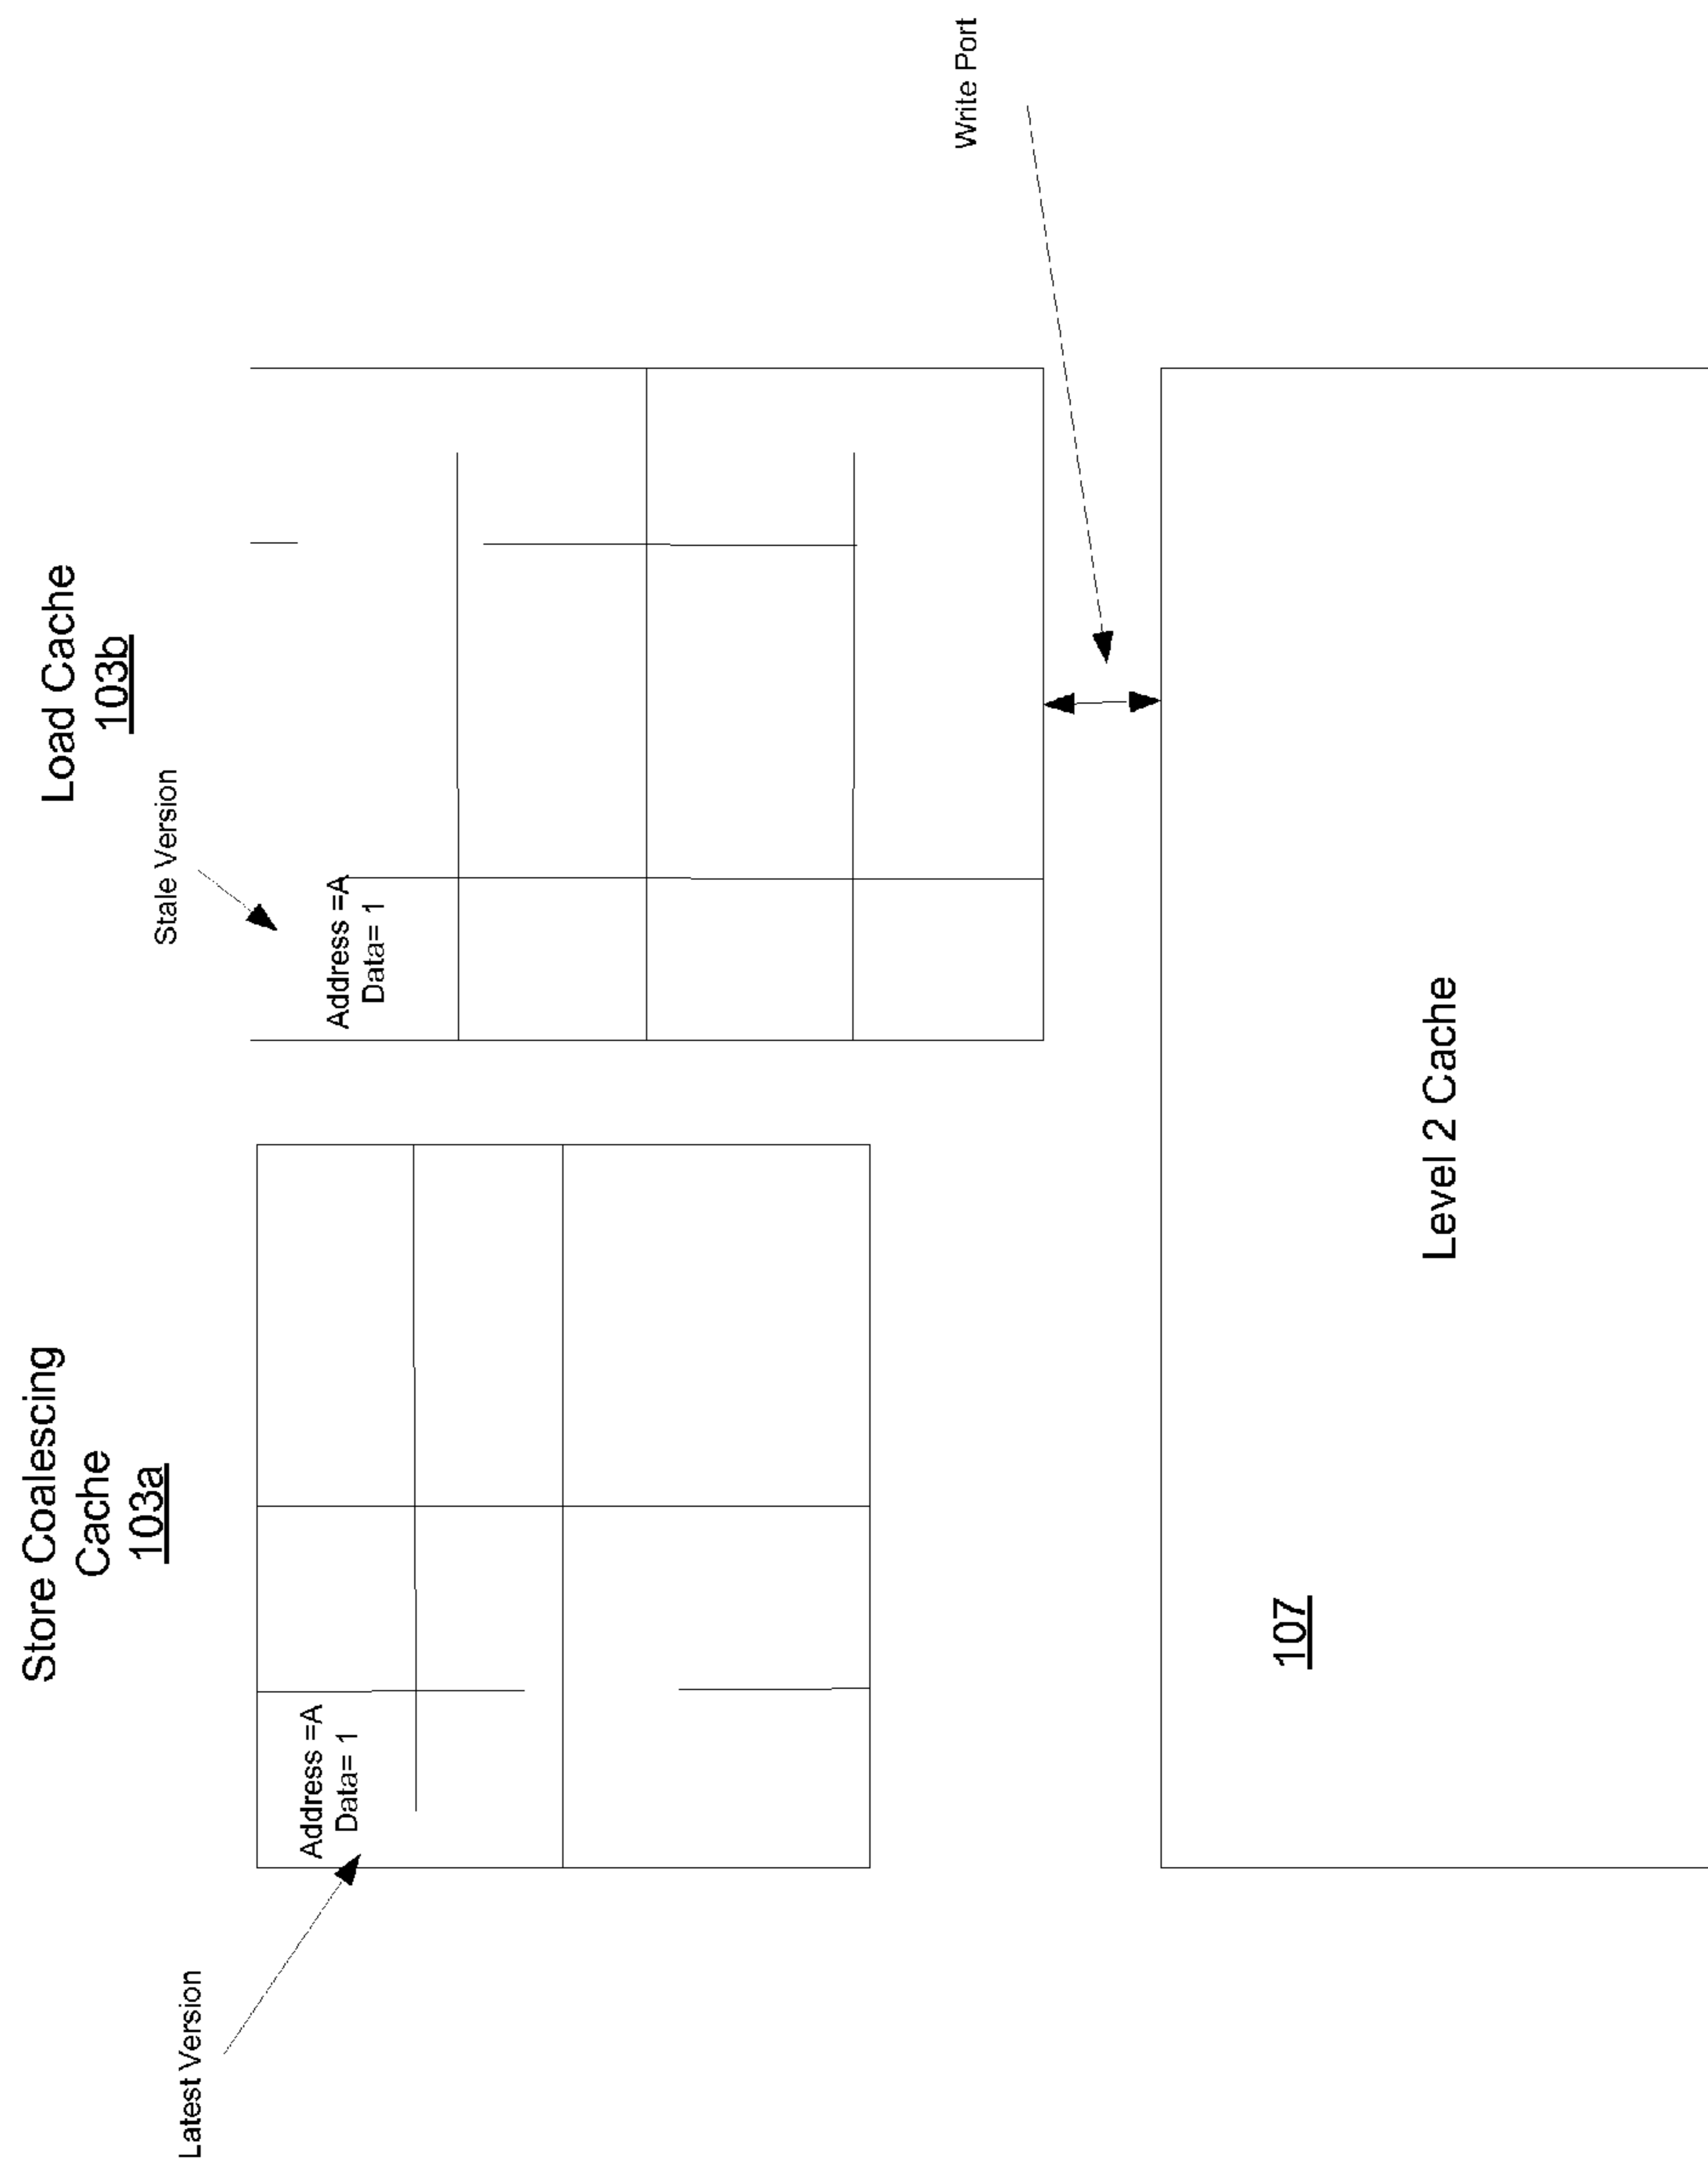 Store Coalescing
Cache
103a
Load Cache
103b
Latest Version
Stale Version
Address =A
Data= 1
Address =A
Data= 1
Write Port
107
Level 2 Cache